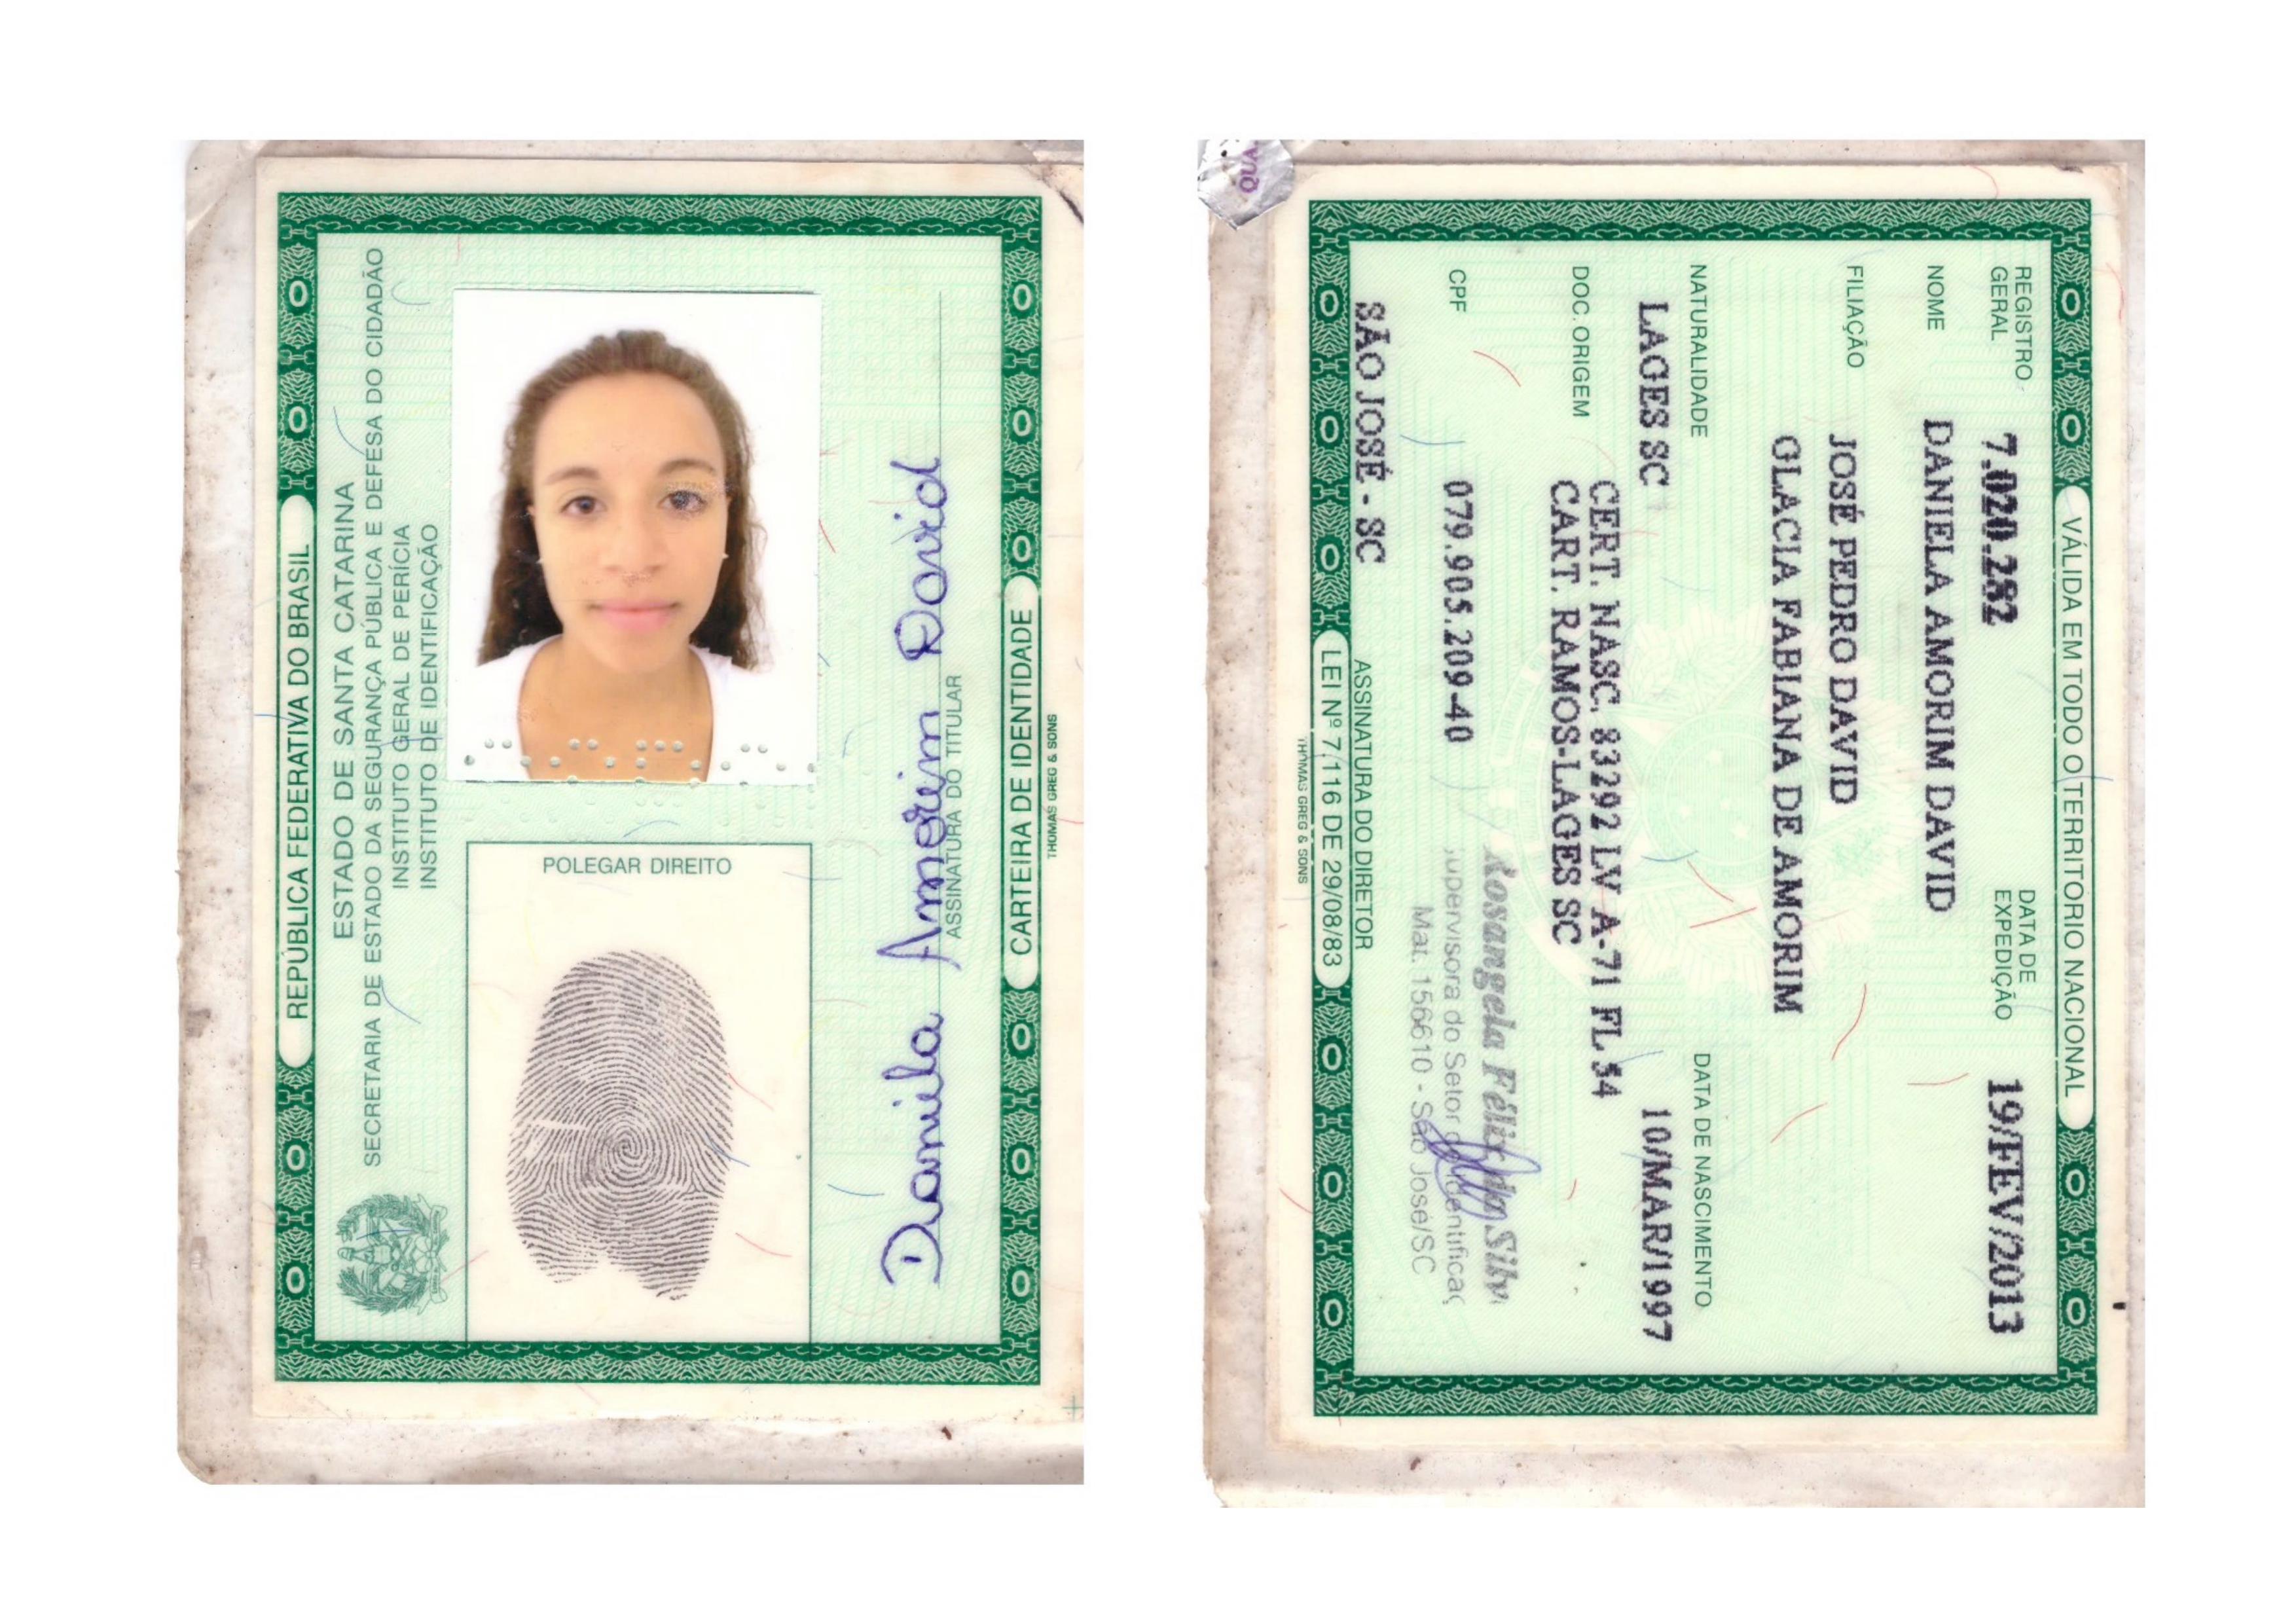 REPÚBLICA FEDERATIVA DO BRASIL
ESTADO DE SANTA CATARINA
SECRETARIA DE ESTADO DA SEGURANÇA PÚBLICA E DEFESA DO CIDADÃO
INSTITUTO GERAL DE PERÍCIA
INSTITUTO DE IDENTIFICAÇÃO
POLEGAR DIREITO
Daniela Amorim David
ASSINATURA DO TITULAR
CARTEIRA DE IDENTIDADE
THOMAS GREG & SONS
VÁLIDA EM TODO O TERRITÓRIO NACIONAL
REGISTRO GERAL 7.020.282 DATA DE EXPEDIÇÃO 19/FEV/2013
NOME DANIELA AMORIM DAVID
FILIAÇÃO JOSÉ PEDRO DAVID
GLACIA FABIANA DE AMORIM
NATURALIDADE DATA DE NASCIMENTO
LAGES SC 10/MAR/1997
DOC. ORIGEM CERT. NASC. 83292 LV A-71 FL 54
CART. RAMOS-LAGES SC
CPF 079.905.209-40
Rosangela Félix da Silv
Supervisora do Setor de Identificaç
Mat. 156610 - São José/SC
SÃO JOSÉ - SC
ASSINATURA DO DIRETOR
LEI Nº 7.116 DE 29/08/83
THOMAS GREG & SONS